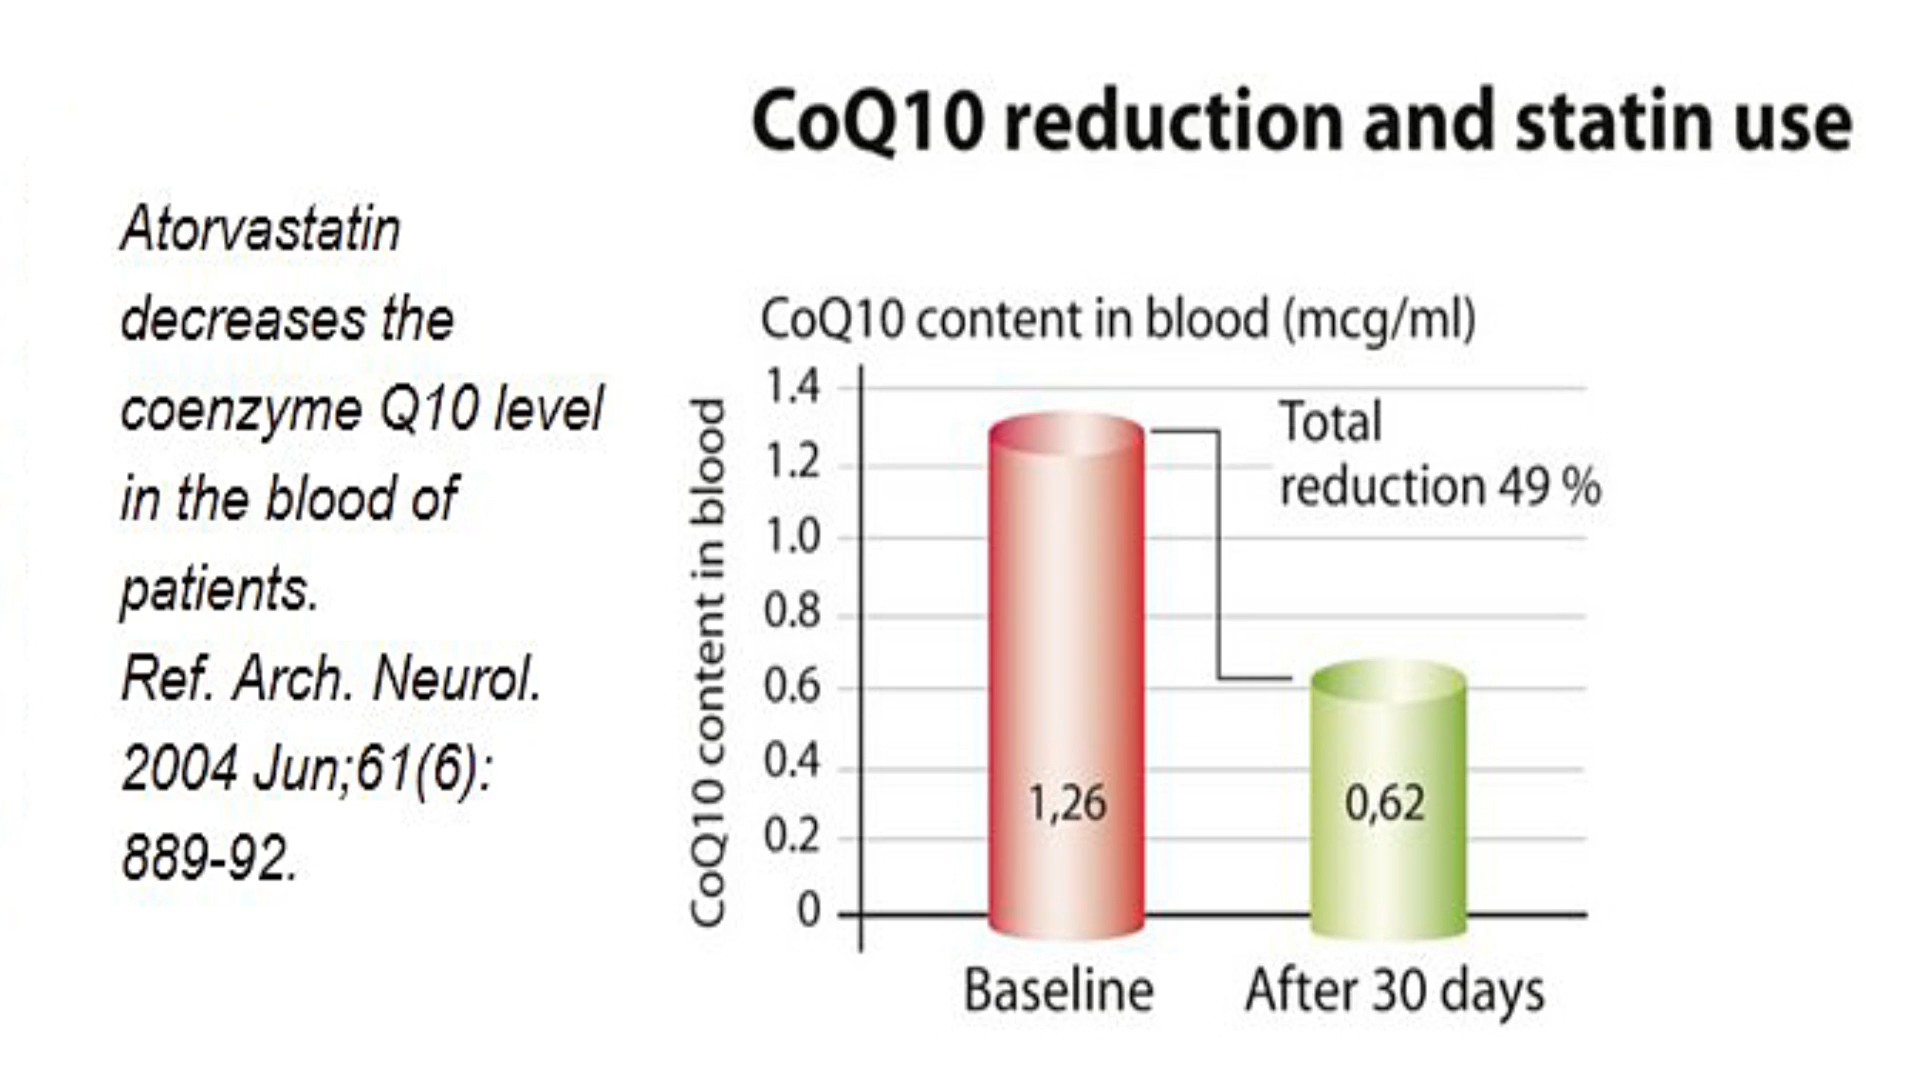 CoQ10 reduction and statin use
Atorvastatin
decreases the
coenzyme Q10 level
in the blood of
patients.
Ref. Arch. Neurol.
2004 Jun;61(6):
889-92.
CoQ10 content in blood (mcg/ml)
CoQ10 content in blood
1.4
1.2
1.0
0.8
0.6
0.4
0.2
0
Total
reduction 49 %
1,26
0,62
Baseline
After 30 days